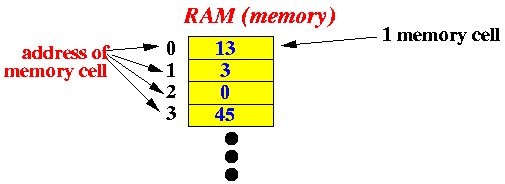 RAM (memory)
address of
memory cell
0 13
1 3
2 0
3 45
1 memory cell